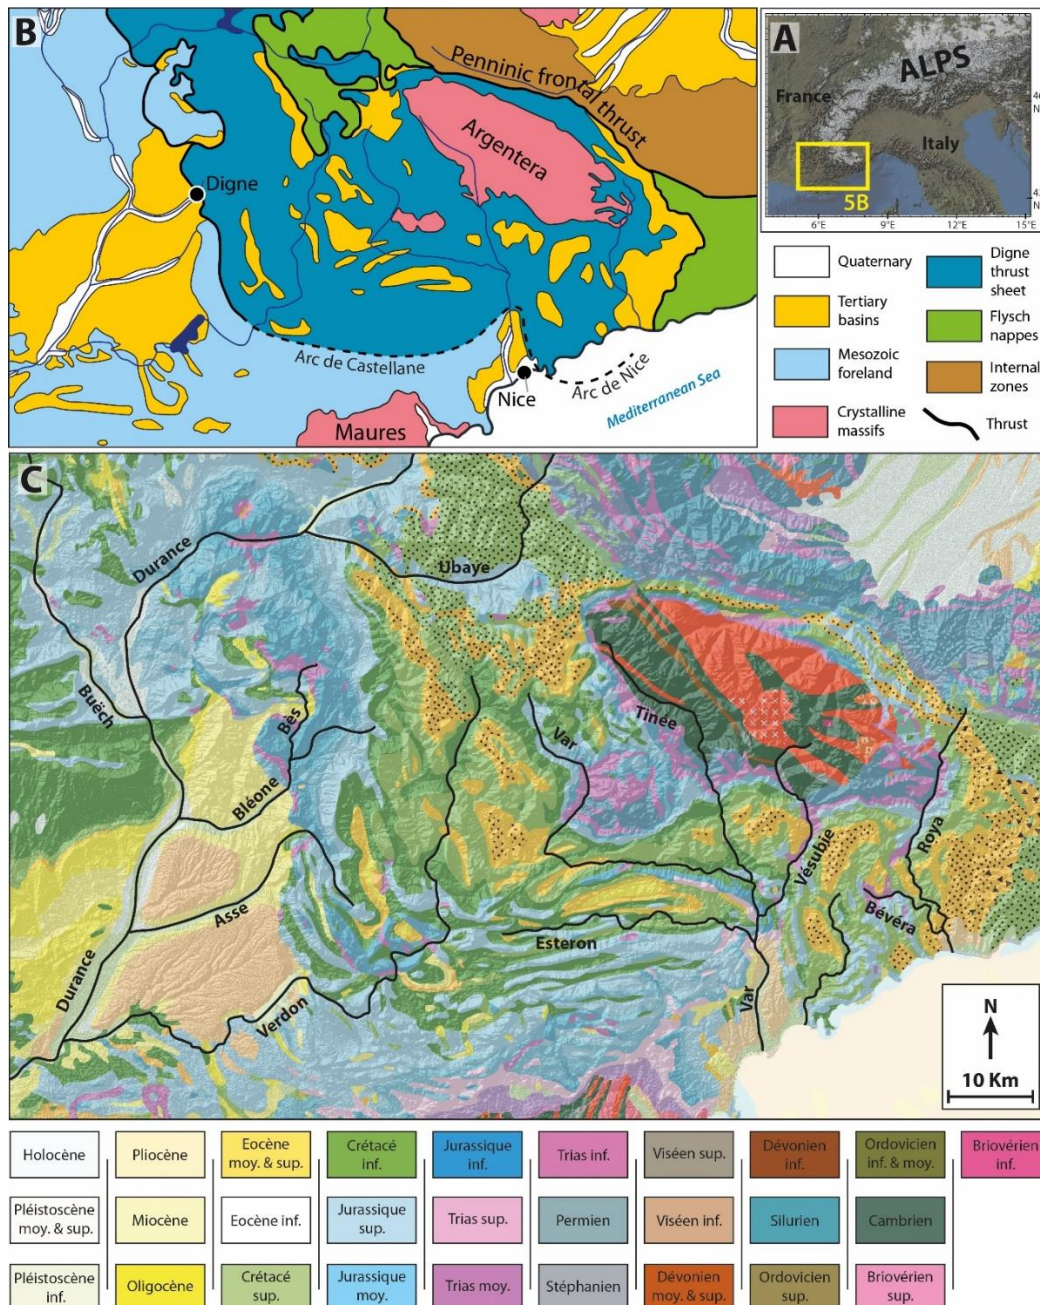 B
Penninic frontal thrust
Argentera
Digne
Arc de Castellane
Nice
Arc de Nice
Mediterranean Sea
Maures
A
ALPS
France
Italy
5B
6°E
9°E
12°E
15°E
Quaternary
Tertiary
basins
Mesozoic
foreland
Crystalline
massifs
Digne
thrust
sheet
Flysch
nappes
Internal
zones
Thrust
C
Durance
Ubaye
Buëch
Bès
Bléone
Var
Tinée
Vésubie
Roya
Asse
Bévéra
Esteron
Durance
Verdon
Var
N
10 Km
Holocène
Pliocène
Eocène
moy. & sup.
Crétacé
inf.
Jurassique
inf.
Trias inf.
Viséen sup.
Dévonien
inf.
Ordovicien
inf. & moy.
Briovérien
inf.
Pléistoscène
moy. & sup.
Miocène
Eocène inf.
Jurassique
sup.
Trias sup.
Permien
Viséen inf.
Silurien
Cambrien
Pléistoscène
inf.
Oligocène
Crétacé
sup.
Jurassique
moy.
Trias moy.
Stéphanien
Dévonien
moy. & sup.
Ordovicien
sup.
Briovérien
sup.